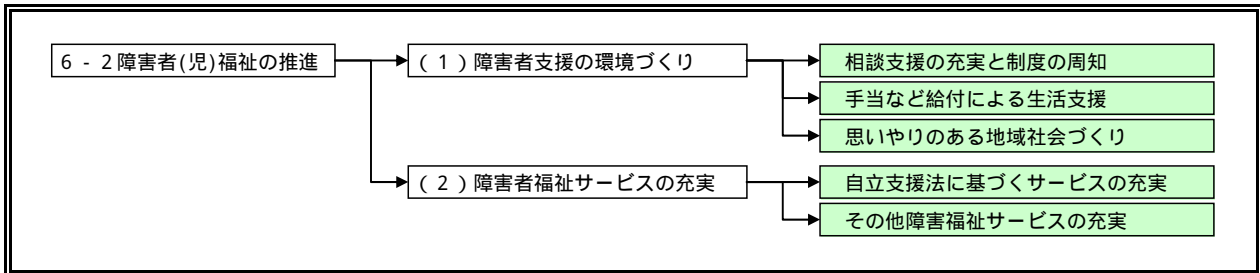 6-2障害者(児)福祉の推進
(1)障害者支援の環境づくり
相談支援の充実と制度の周知
手当など給付による生活支援
思いやりのある地域社会づくり
(2)障害者福祉サービスの充実
自立支援法に基づくサービスの充実
その他障害福祉サービスの充実